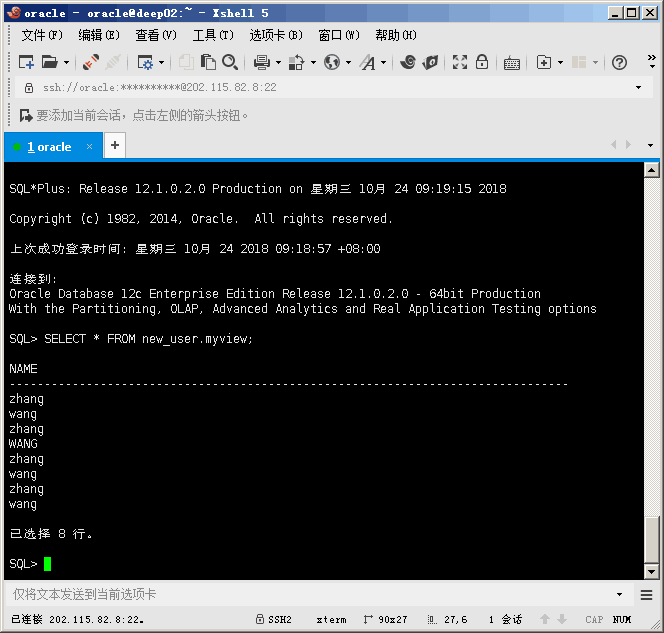 oracle - oracle@deep02:~ - Xshell 5
文件(F) 编辑(E) 查看(V) 工具(T) 选项卡(B) 窗口(W) 帮助(H)
ssh://oracle:**********@202.115.82.8:22
要添加当前会话，点击左侧的箭头按钮。
1 oracle × +
SQL*Plus: Release 12.1.0.2.0 Production on 星期三 10月 24 09:19:15 2018
Copyright (c) 1982, 2014, Oracle.  All rights reserved.
上次成功登录时间: 星期三 10月 24 2018 09:18:57 +08:00
连接到:
Oracle Database 12c Enterprise Edition Release 12.1.0.2.0 - 64bit Production
With the Partitioning, OLAP, Advanced Analytics and Real Application Testing options
SQL> SELECT * FROM new_user.myview;
NAME
--------------------------------------------------------------------------------
zhang
wang
zhang
WANG
zhang
wang
zhang
wang
已选择 8 行。
SQL>
仅将文本发送到当前选项卡
已连接 202.115.82.8:22。 SSH2 xterm 90x27 27,6 1 会话 CAP NUM